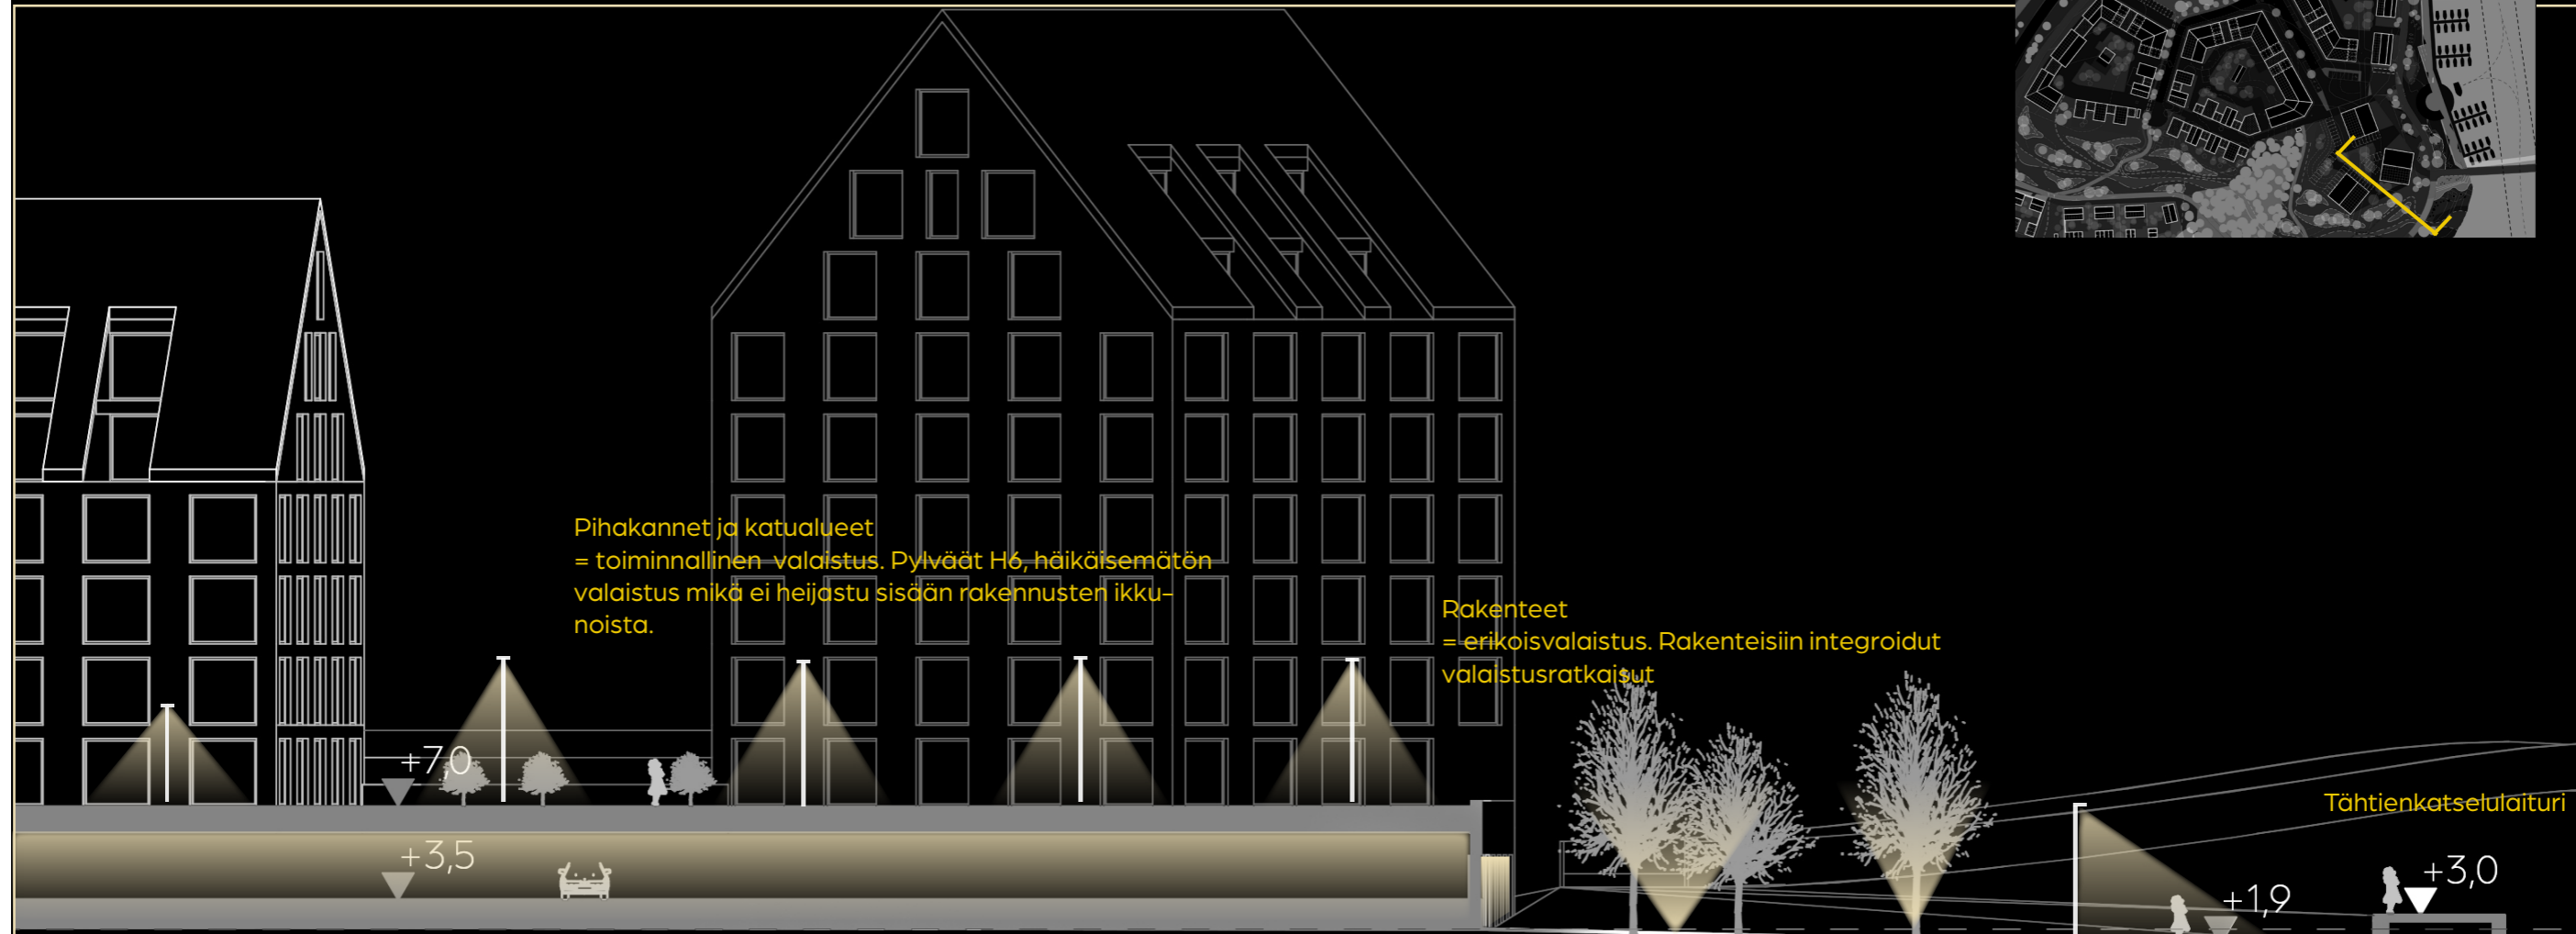 Pihakannet ja katualueet
= toiminnallinen valaistus. Pylväät H6, häikäisemätön
valaistus mikä ei heijastu sisään rakennusten ikku-
noista.
Rakenteet
= erikoisvalaistus. Rakenteisiin integroidut
valaistusratkaisut
+7,0
Tähtienkatselulaituri
+3,5
+3,0
+1,9